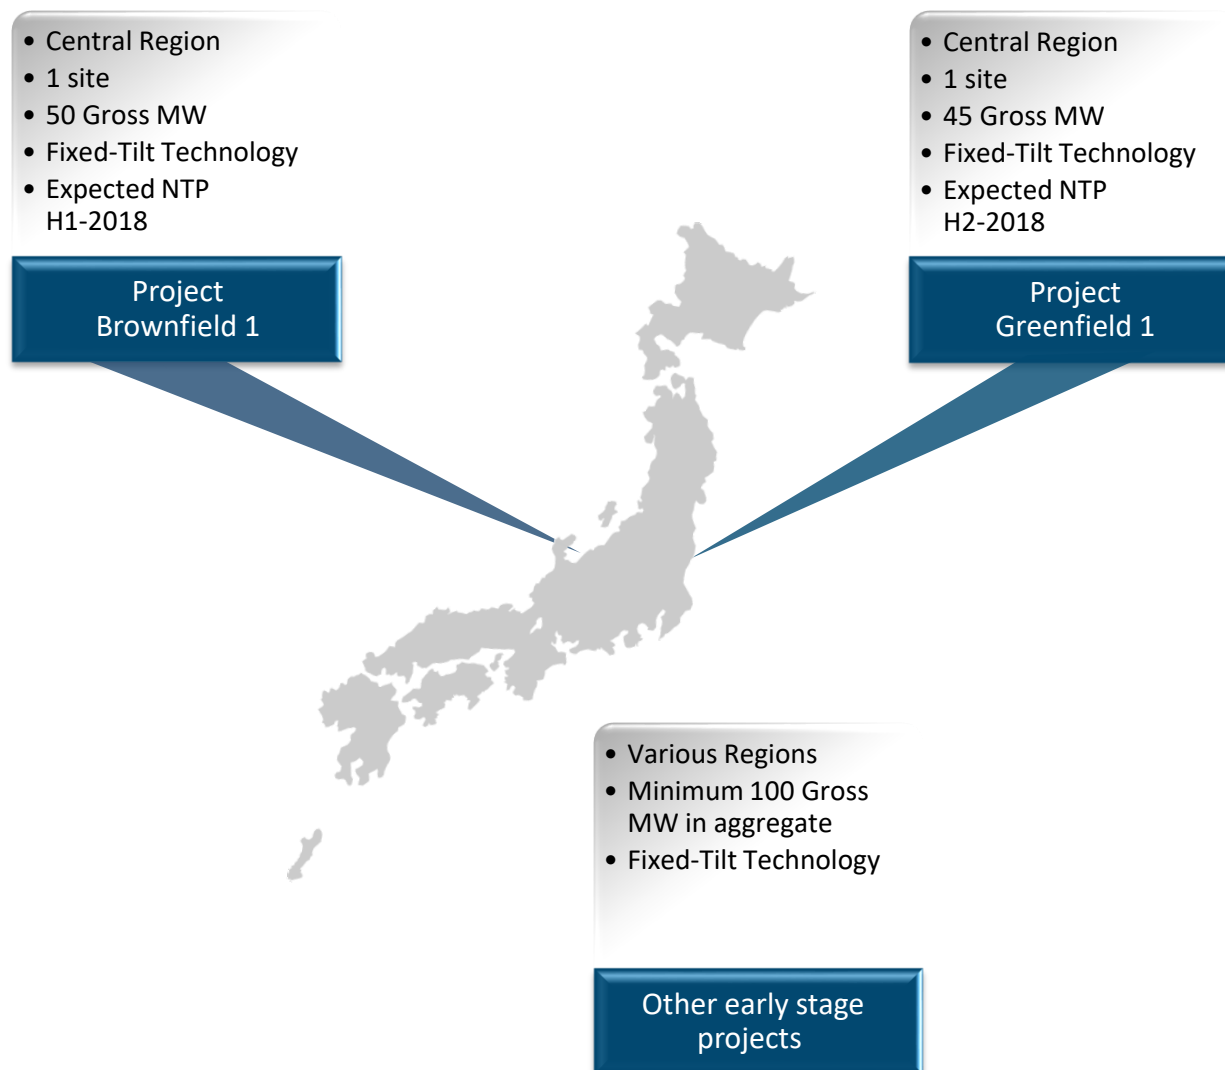 • Central Region
• 1 site
• 50 Gross MW
• Fixed-Tilt Technology
• Expected NTP
H1-2018
Project
Brownfield 1
• Central Region
• 1 site
• 45 Gross MW
• Fixed-Tilt Technology
• Expected NTP
H2-2018
Project
Greenfield 1
• Various Regions
• Minimum 100 Gross
MW in aggregate
• Fixed-Tilt Technology
Other early stage
projects